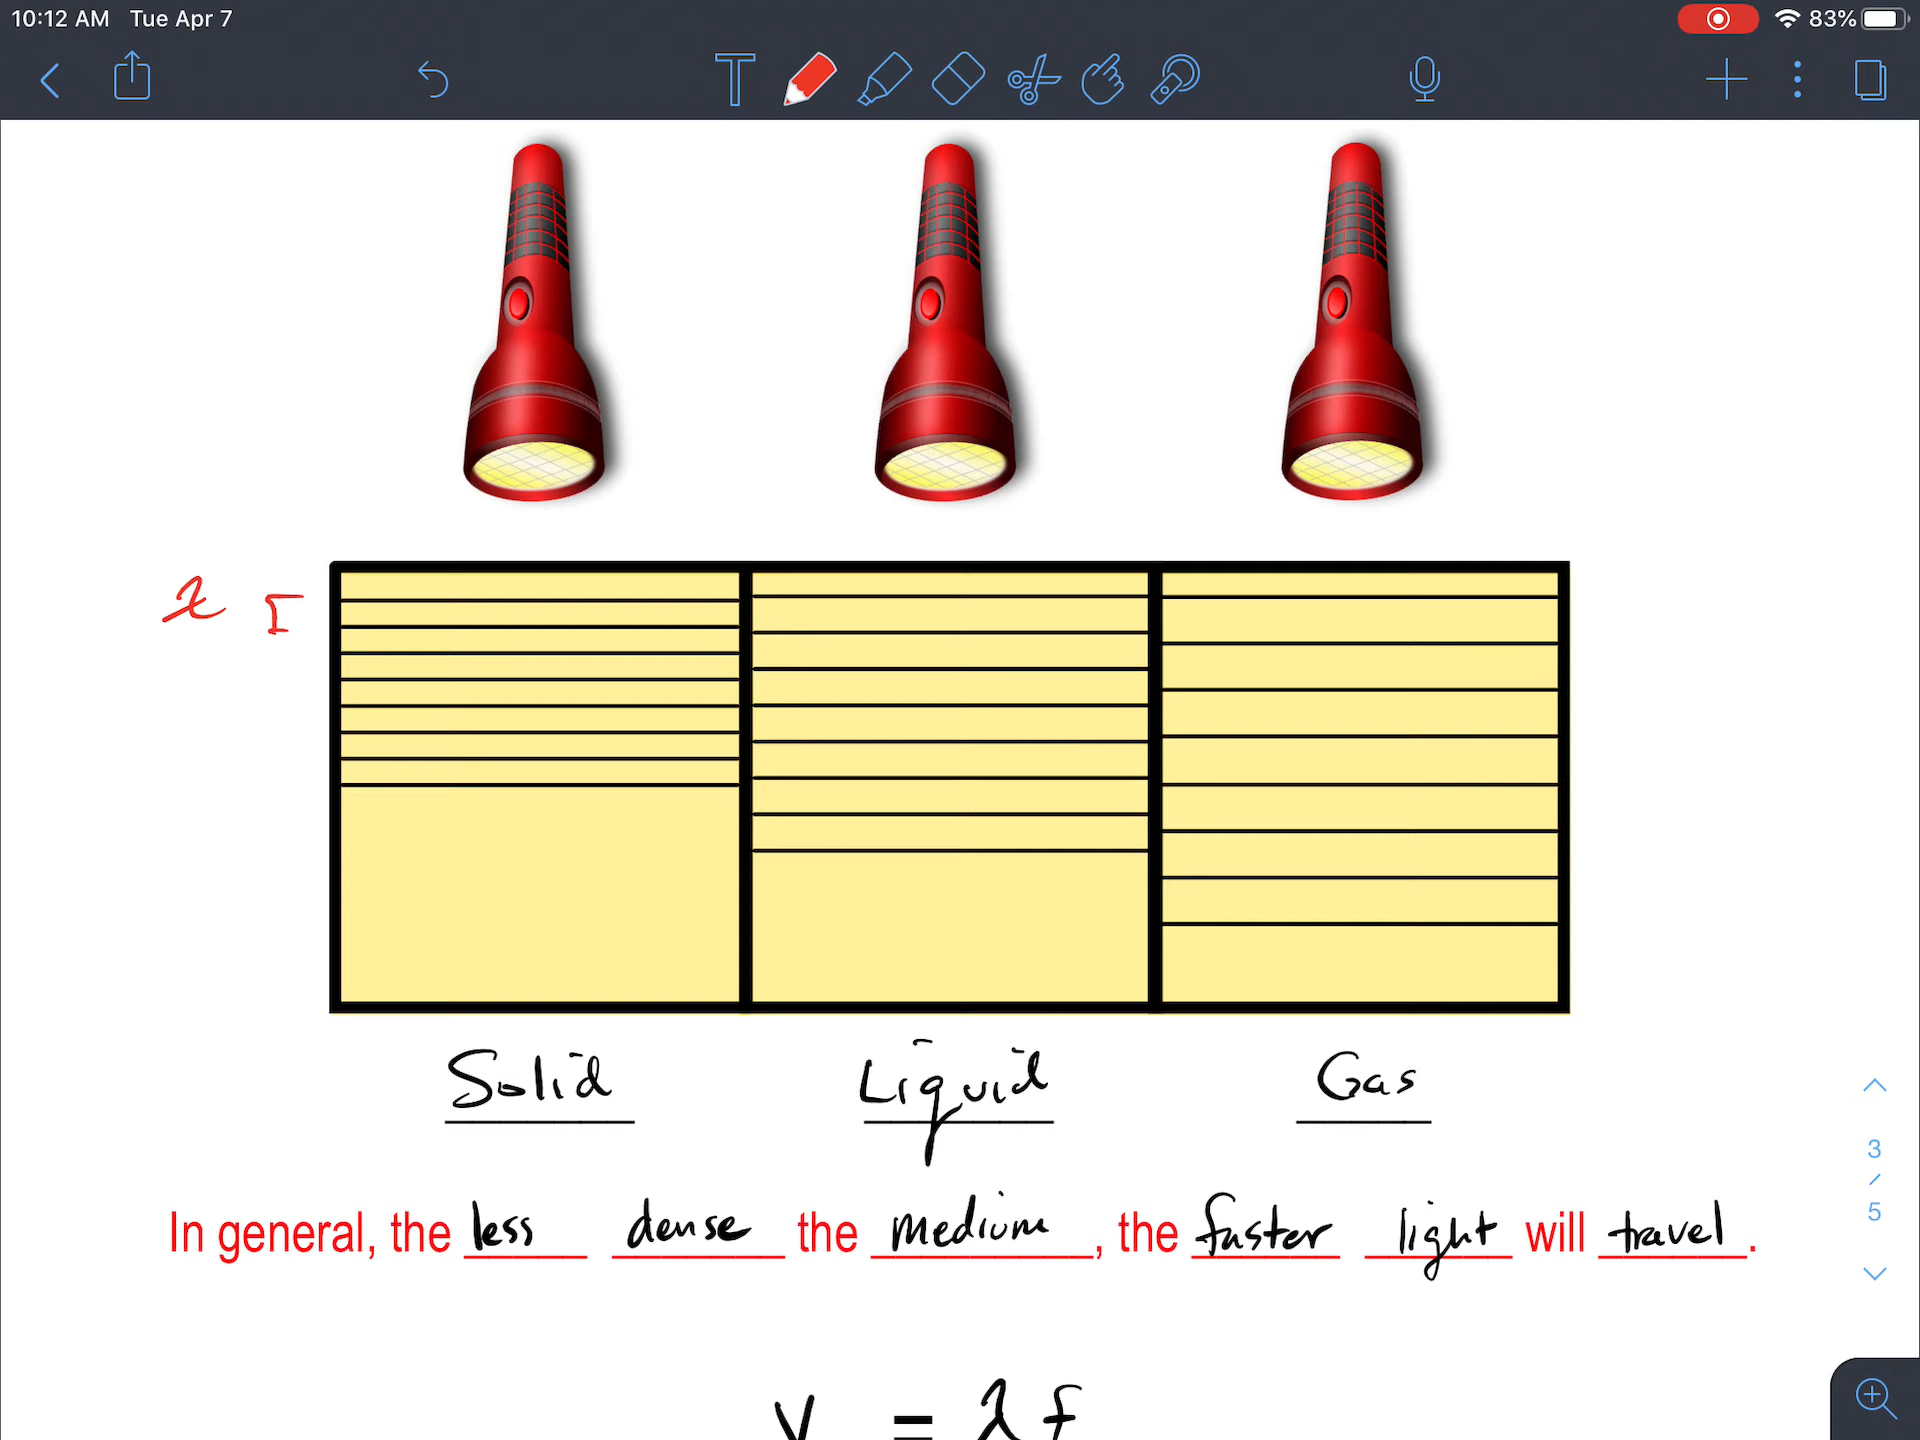 10:12 AM Tue Apr 7 83%
T
λ
Solid Liquid Gas
In general, the less dense the medium, the faster light will travel.
3
/
5
v = λf